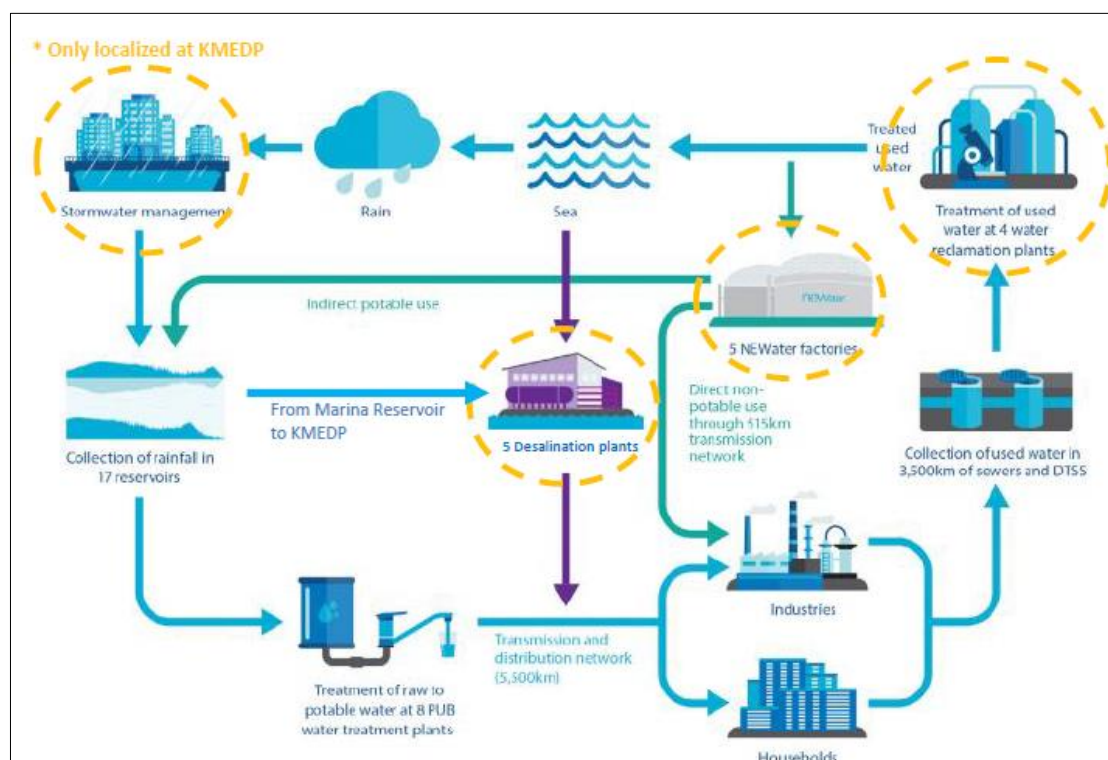 * Only localized at KMEDP
Stormwater management
Rain
Sea
Treated
used
water
Treatment of used
water at 4 water
reclamation plants
Indirect potable use
NEWater
5 NEWater factories
From Marina Reservoir
to KMEDP
5 Desalination plants
Direct non-
potable use
through 615km
transmission
network
Collection of rainfall in
17 reservoirs
Collection of used water in
3,500km of sewers and DTSS
Industries
Treatment of raw to
potable water at 8 PUB
water treatment plants
Transmission and
distribution network
(5,500km)
Households